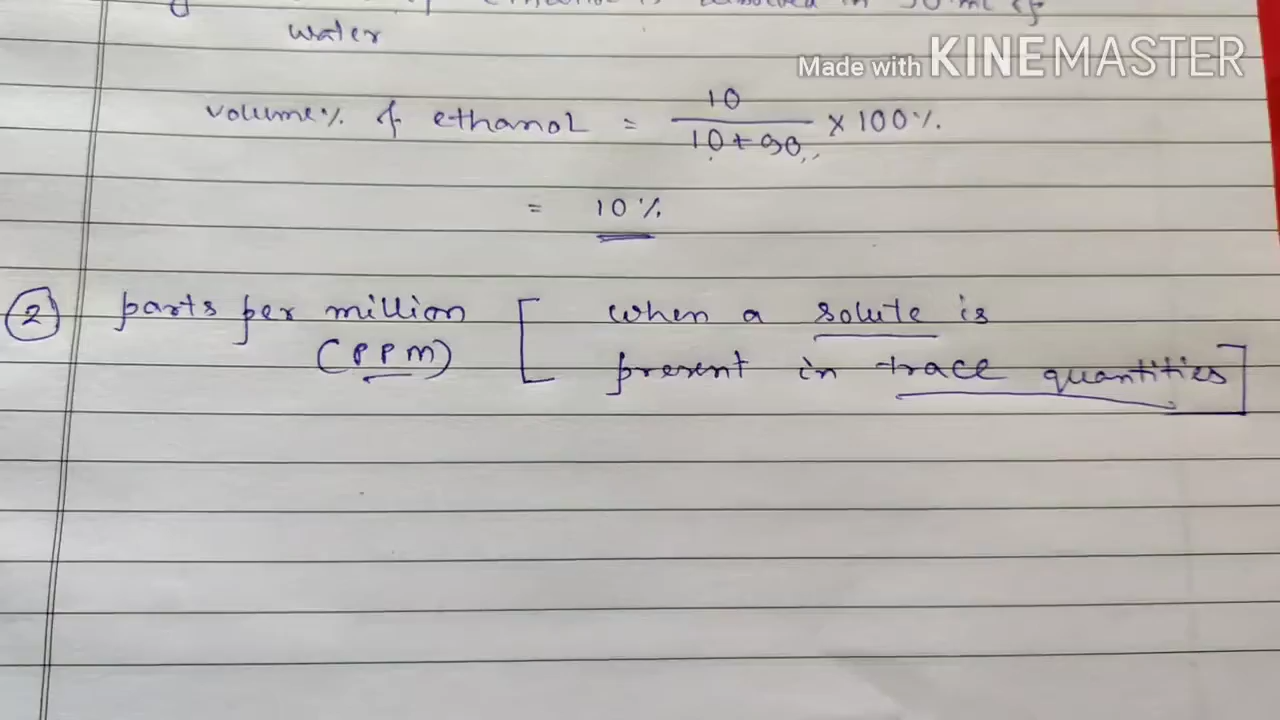 water
Made with KINEMASTER
volume% of ethanol = 10 / 10+90 × 100%
= 10%
② parts per million [ when a solute is
(PPM) present in trace quantities ]